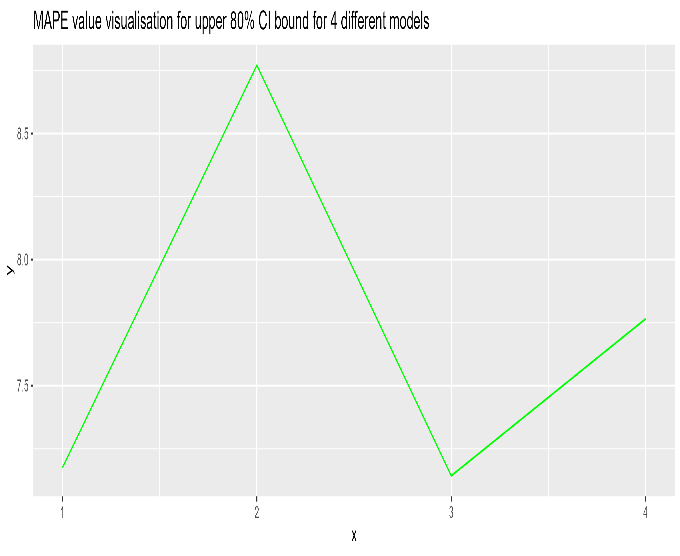 MAPE value visualisation for upper 80% CI bound for 4 different models
8.5
8.0
7.5
y
1 2 3 4
x